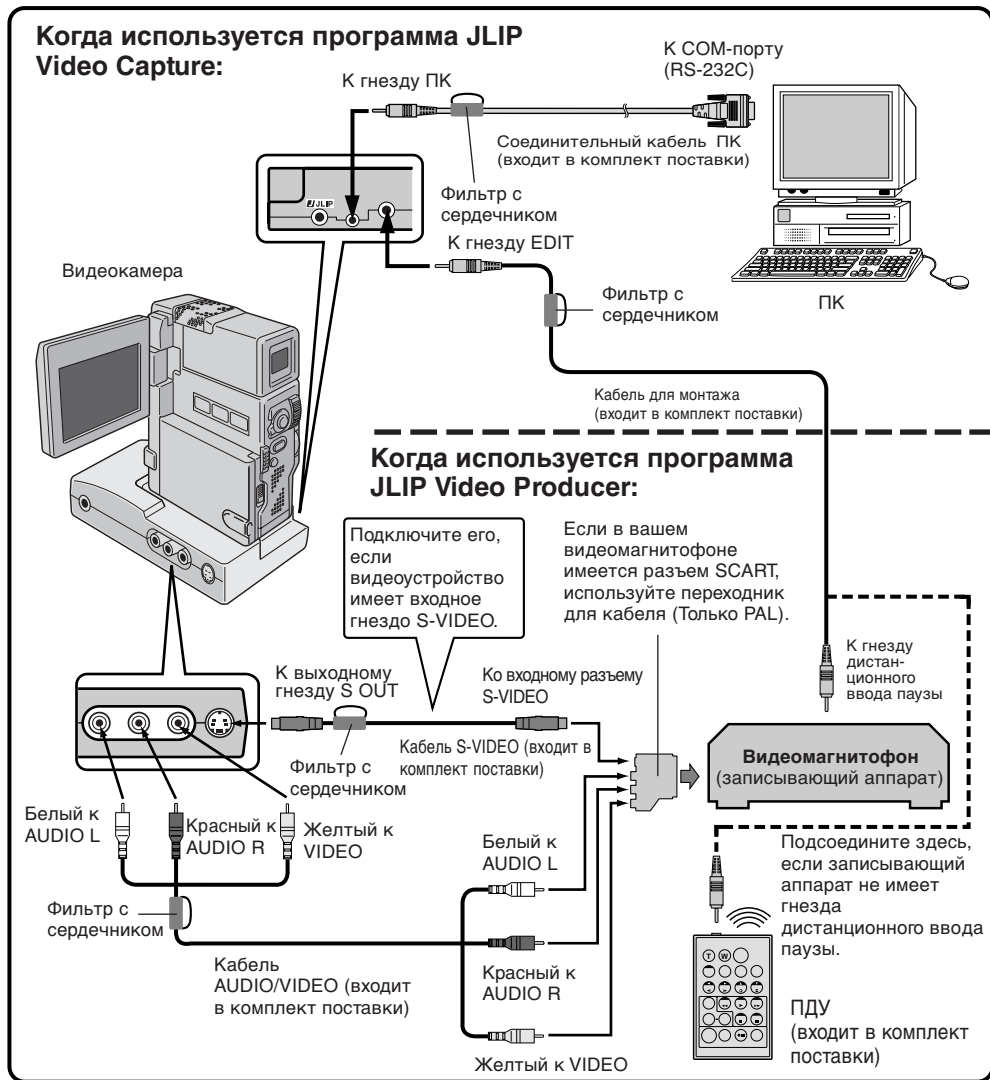 Когда используется программа JLIP
Video Capture:
К гнезду ПК
К COM-порту
(RS-232C)
Соединительный кабель ПК
(входит в комплект поставки)
JLIP
Фильтр с
сердечником
К гнезду EDIT
Видеокамера
Фильтр с
сердечником
ПК
Кабель для монтажа
(входит в комплект поставки)
Когда используется программа
JLIP Video Producer:
Подключите его,
если
видеоустройство
имеет входное
гнездо S-VIDEO.
Если в вашем
видеомагнитофоне
имеется разъем SCART,
используйте переходник
для кабеля (Только PAL).
К гнезду
дистан-
ционного
ввода паузы
К выходному
гнезду S OUT
Ко входному разъему
S-VIDEO
Кабель S-VIDEO (входит в
комплект поставки)
Фильтр с
сердечником
Видеомагнитофон
(записывающий аппарат)
Белый к
AUDIO L
Красный к
AUDIO R
Желтый к
VIDEO
Белый к
AUDIO L
Подсоедините здесь,
если записывающий
аппарат не имеет
гнезда
дистанционного ввода
паузы.
Фильтр с
сердечником
Кабель
AUDIO/VIDEO (входит
в комплект поставки)
Красный к
AUDIO R
T W
ПДУ
(входит в комплект
поставки)
Желтый к VIDEO